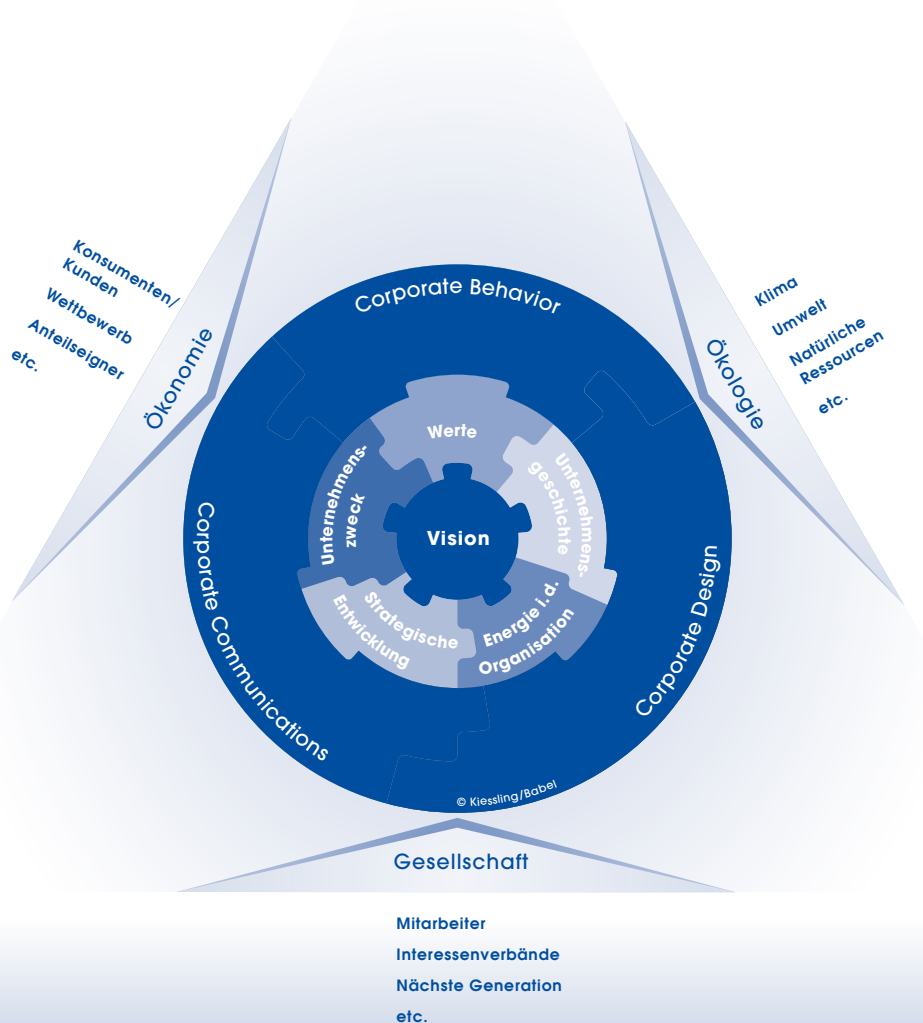 Corporate Behavior
Konsumenten/
Kunden
Wettbewerb
Anteilseigner
etc.
Ökonomie
Klima
Umwelt
Natürliche
Ressourcen
etc.
Ökologie
Werte
Unternehmens-
zweck
Unternehmens-
geschichte
Vision
Strategische
Entwicklung
Energie i.d.
Organisation
Corporate Communications
Corporate Design
© Kiessling/Babel
Gesellschaft
Mitarbeiter
Interessenverbände
Nächste Generation
etc.